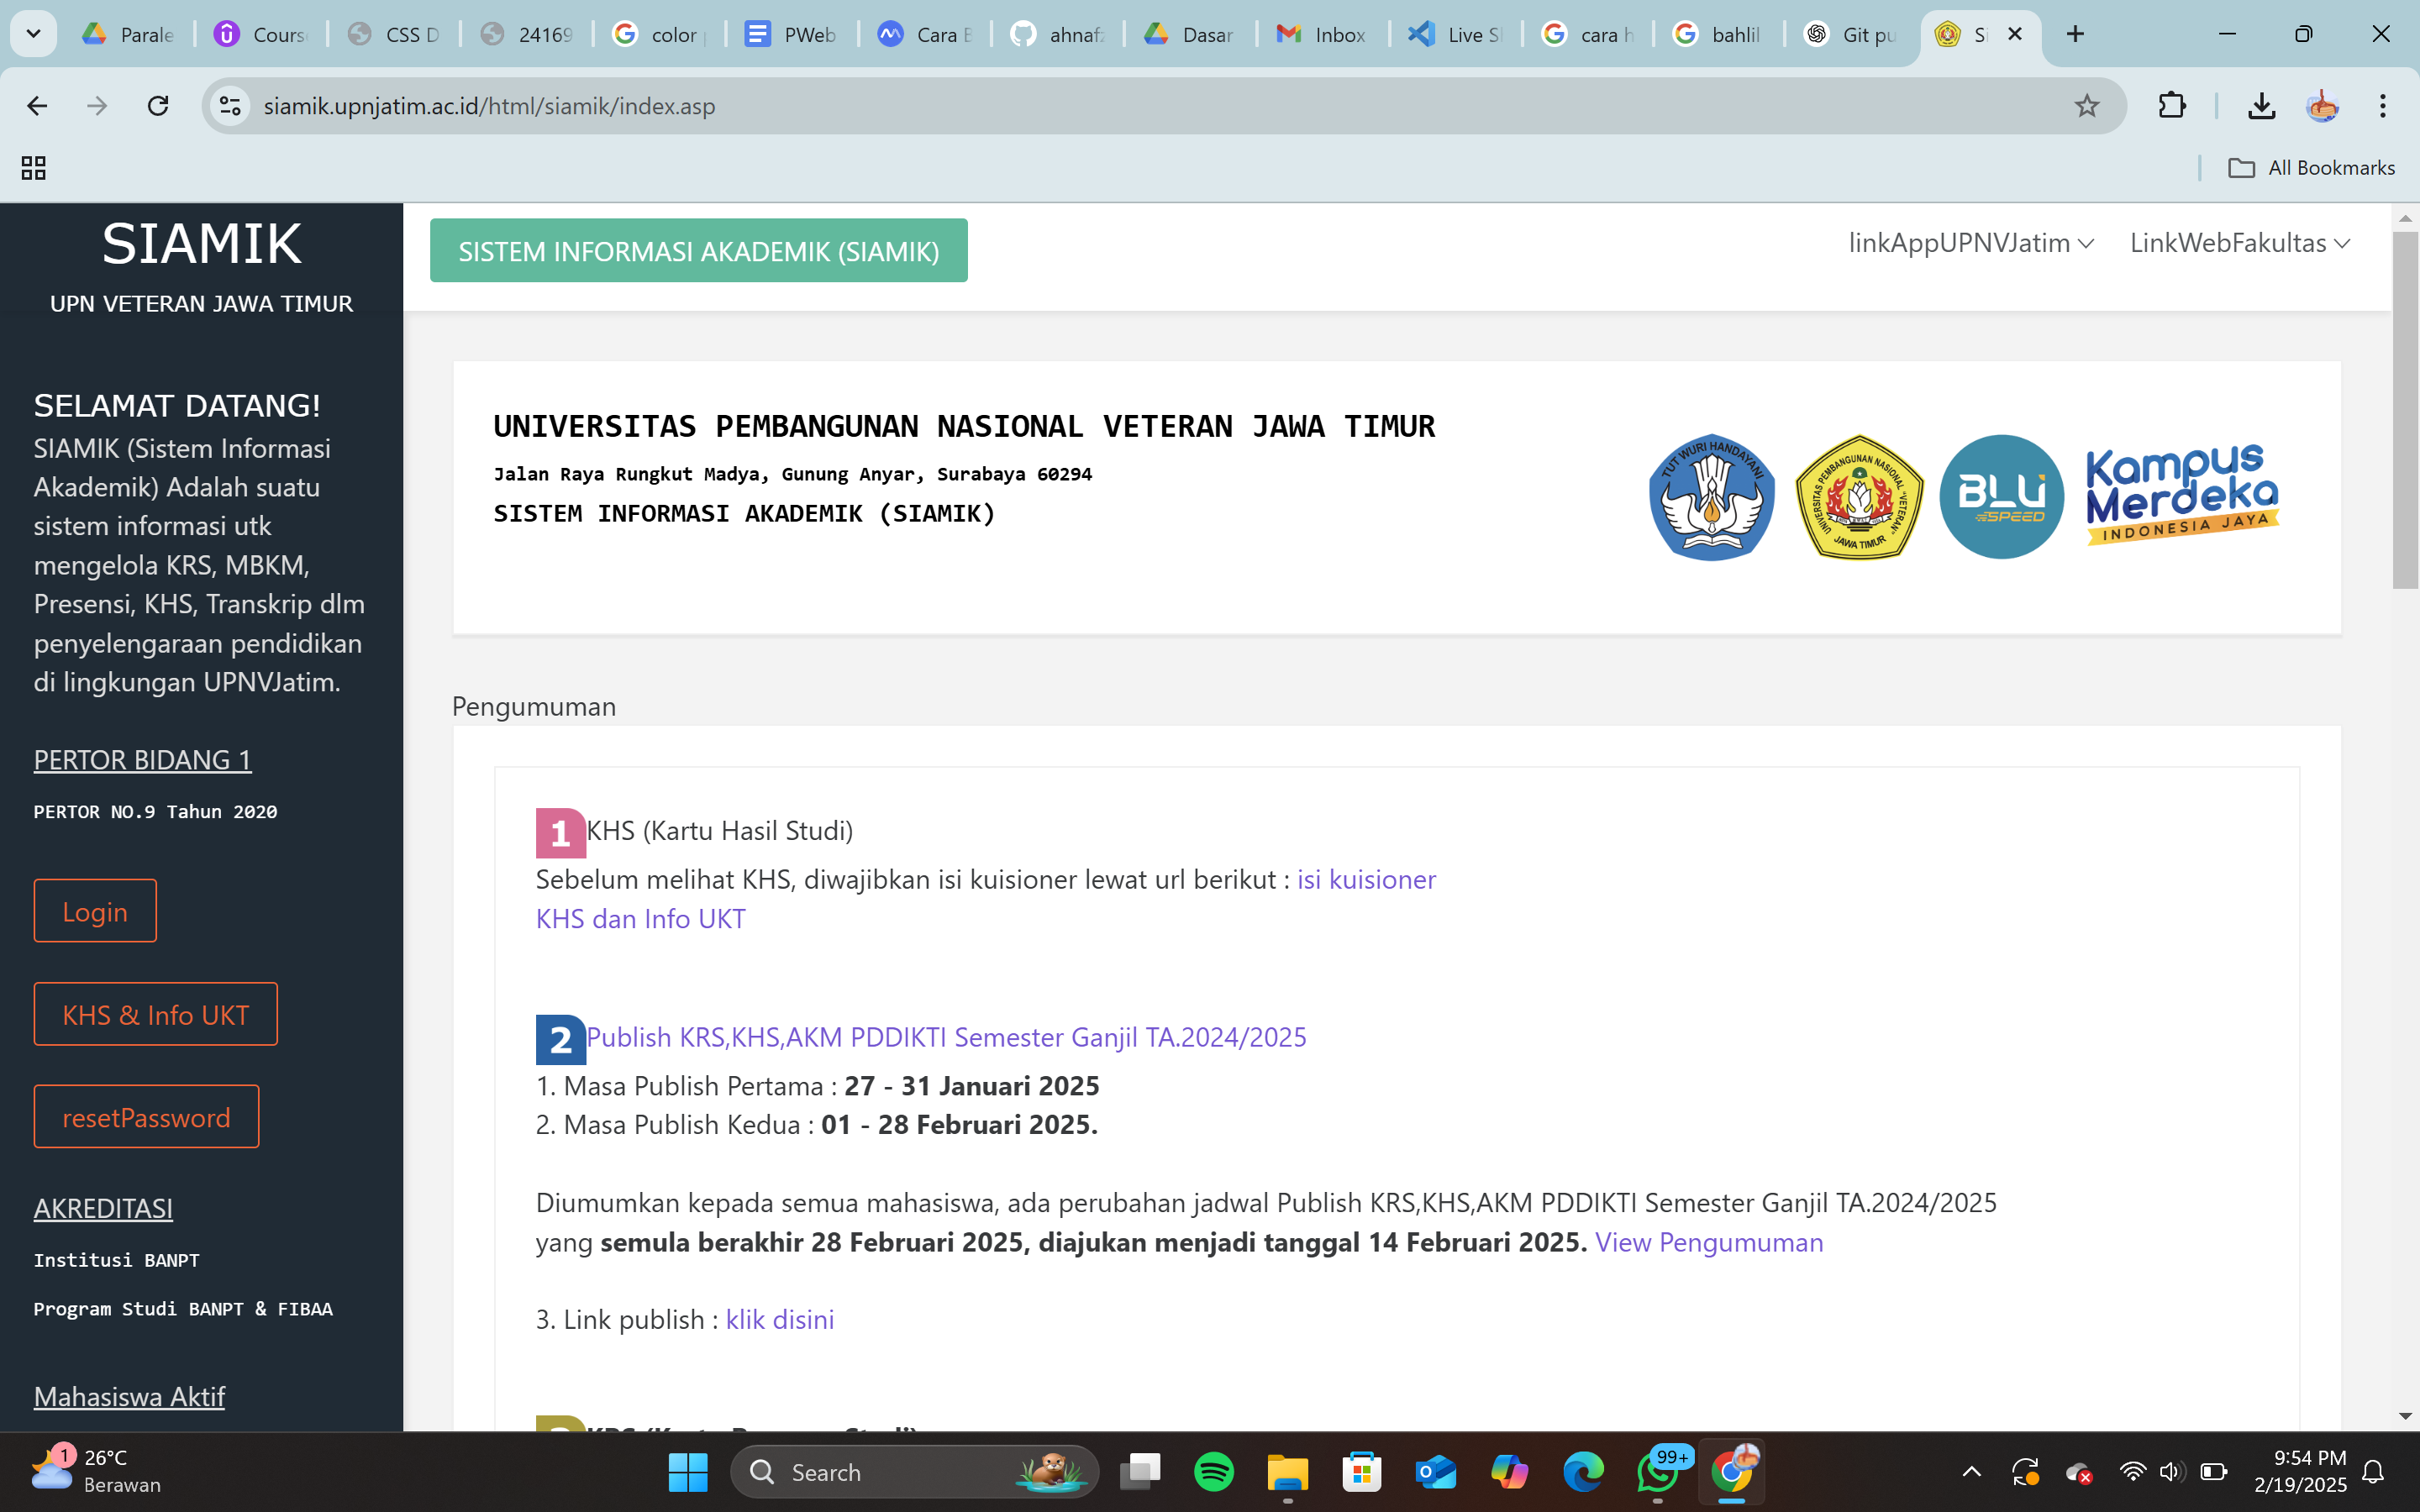 Parale
Cours
CSS D
24169
color
PWeb
Cara B
ahnaf
Dasar
Inbox
Live S
cara h
bahlil
Git pu
siamik.upnjatim.ac.id/html/siamik/index.asp
All Bookmarks
SIAMIK
UPN VETERAN JAWA TIMUR
SELAMAT DATANG!
SIAMIK (Sistem Informasi
Akademik) Adalah suatu
sistem informasi utk
mengelola KRS, MBKM,
Presensi, KHS, Transkrip dlm
penyelengaraan pendidikan
di lingkungan UPNVJatim.
PERTOR BIDANG 1
PERTOR NO.9 Tahun 2020
Login
KHS & Info UKT
resetPassword
AKREDITASI
Institusi BANPT
Program Studi BANPT & FIBAA
Mahasiswa Aktif
SISTEM INFORMASI AKADEMIK (SIAMIK)
linkAppUPNVJatim
LinkWebFakultas
UNIVERSITAS PEMBANGUNAN NASIONAL VETERAN JAWA TIMUR
Jalan Raya Rungkut Madya, Gunung Anyar, Surabaya 60294
SISTEM INFORMASI AKADEMIK (SIAMIK)
TUT WURI HANDAYANI
UNIVERSITAS PEMBANGUNAN NASIONAL "VETERAN"
JAWA TIMUR
BLU
SPEED
Kampus
Merdeka
INDONESIA JAYA
Pengumuman
1 KHS (Kartu Hasil Studi)
Sebelum melihat KHS, diwajibkan isi kuisioner lewat url berikut : isi kuisioner
KHS dan Info UKT
2 Publish KRS,KHS,AKM PDDIKTI Semester Ganjil TA.2024/2025
1. Masa Publish Pertama : 27 - 31 Januari 2025
2. Masa Publish Kedua : 01 - 28 Februari 2025.
Diumumkan kepada semua mahasiswa, ada perubahan jadwal Publish KRS,KHS,AKM PDDIKTI Semester Ganjil TA.2024/2025
yang semula berakhir 28 Februari 2025, diajukan menjadi tanggal 14 Februari 2025. View Pengumuman
3. Link publish : klik disini
1
26°C
Berawan
Search
99+
9:54 PM
2/19/2025